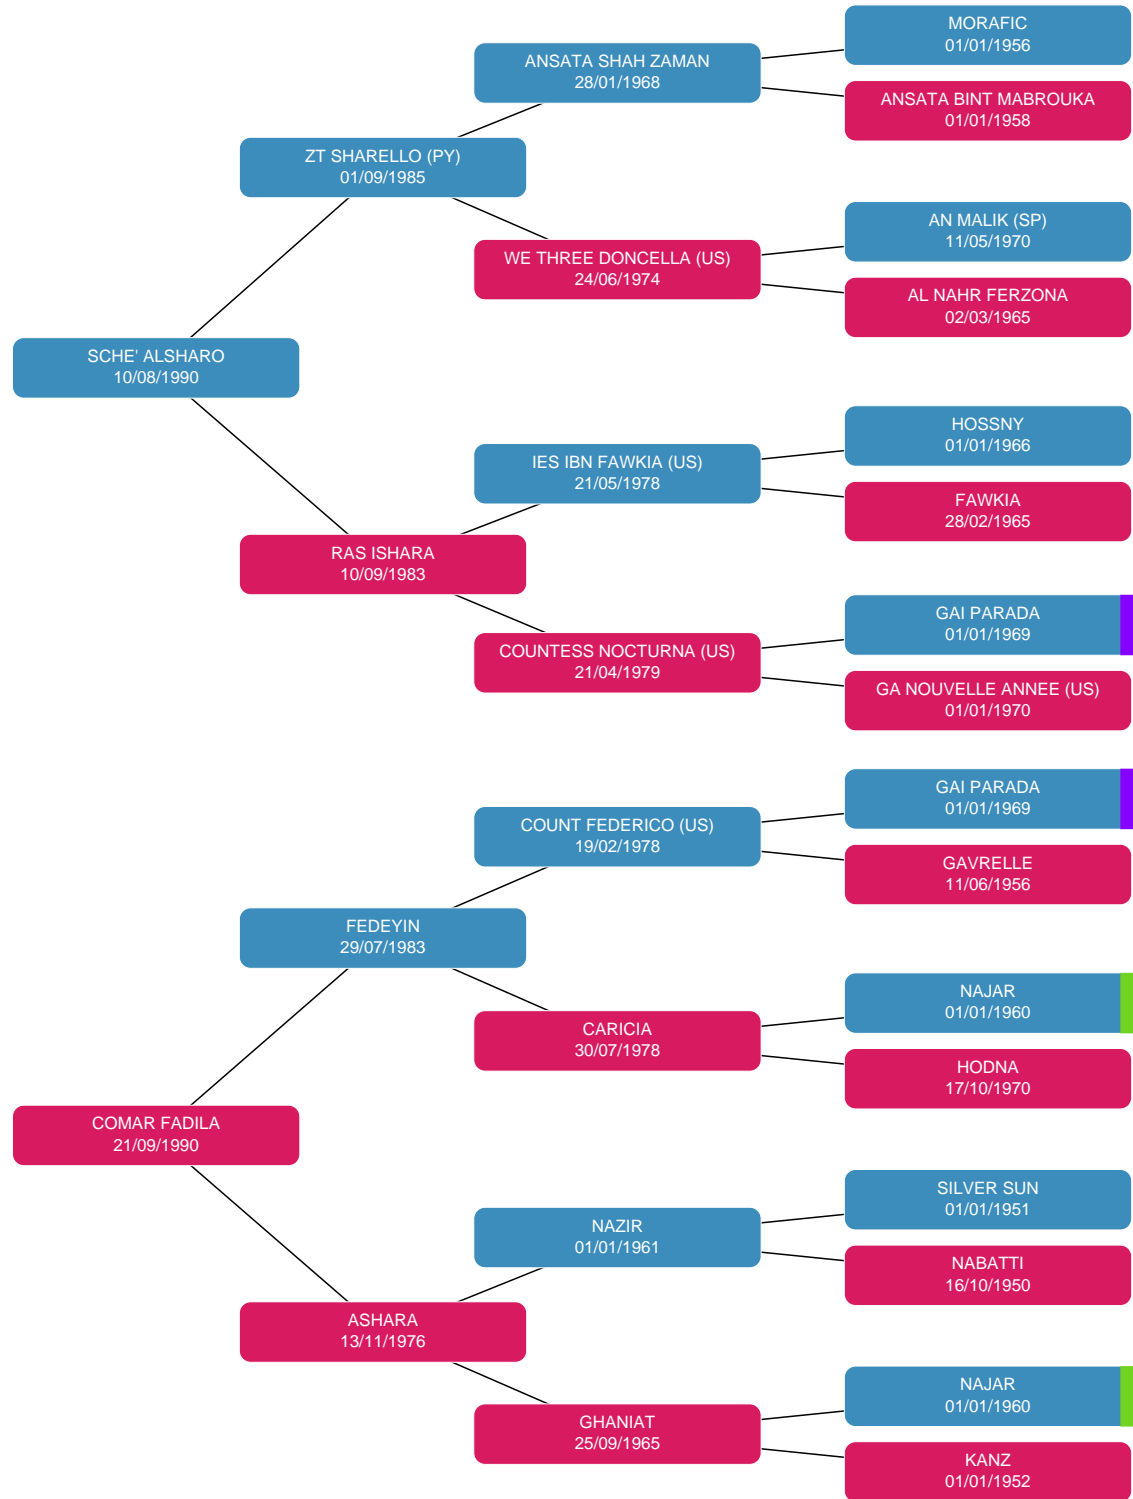 MORAFIC
01/01/1956
ANSATA SHAH ZAMAN
28/01/1968
ANSATA BINT MABROUKA
01/01/1958
ZT SHARELLO (PY)
01/09/1985
AN MALIK (SP)
11/05/1970
WE THREE DONCELLA (US)
24/06/1974
AL NAHR FERZONA
02/03/1965
SCHE' ALSHARO
10/08/1990
HOSSNY
01/01/1966
IES IBN FAWKIA (US)
21/05/1978
FAWKIA
28/02/1965
RAS ISHARA
10/09/1983
GAI PARADA
01/01/1969
COUNTESS NOCTURNA (US)
21/04/1979
GA NOUVELLE ANNEE (US)
01/01/1970
GAI PARADA
01/01/1969
COUNT FEDERICO (US)
19/02/1978
GAVRELLE
11/06/1956
FEDEYIN
29/07/1983
NAJAR
01/01/1960
CARICIA
30/07/1978
HODNA
17/10/1970
COMAR FADILA
21/09/1990
SILVER SUN
01/01/1951
NAZIR
01/01/1961
NABATTI
16/10/1950
ASHARA
13/11/1976
NAJAR
01/01/1960
GHANIAT
25/09/1965
KANZ
01/01/1952